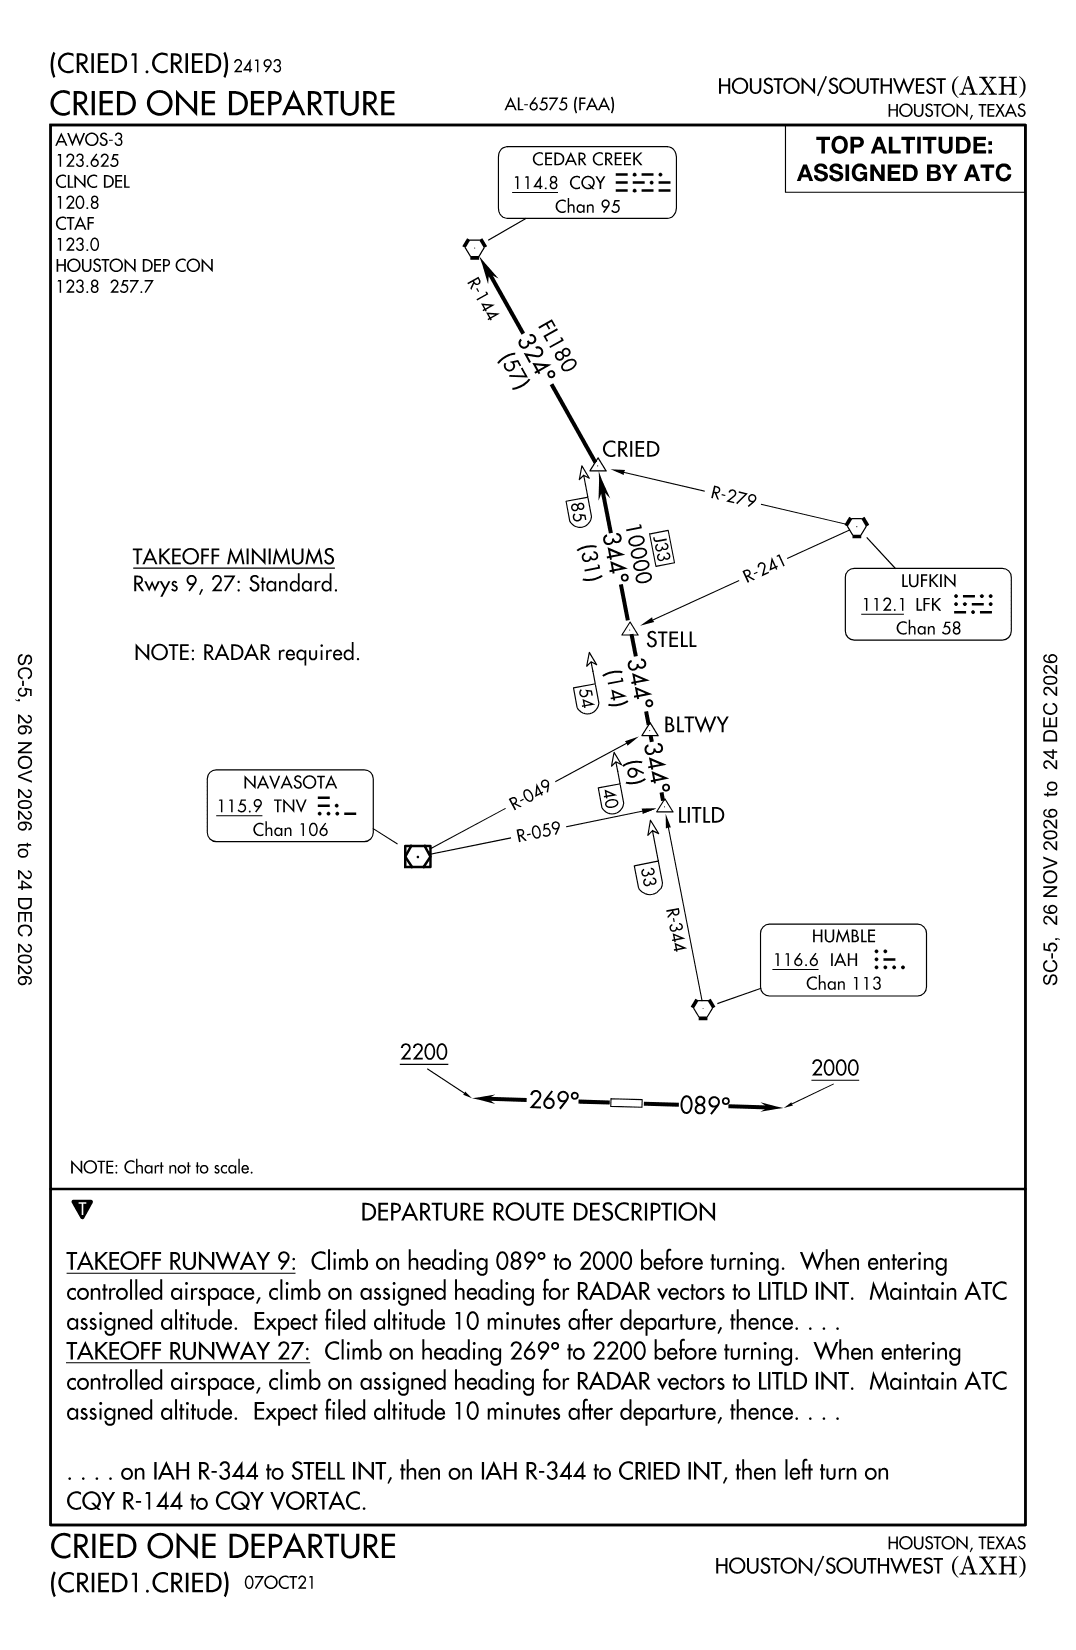 (CRIED1.CRIED) 24193
CRIED ONE DEPARTURE
AL-6575 (FAA)
HOUSTON/SOUTHWEST (AXH)
HOUSTON, TEXAS
AWOS-3
123.625
CLNC DEL
120.8
CTAF
123.0
HOUSTON DEP CON
123.8 257.7
TOP ALTITUDE:
ASSIGNED BY ATC
CEDAR CREEK
114.8 CQY
Chan 95
R-144
FL180
324°
(57)
CRIED
85
R-279
J33
10000
344°
(31)
R-241
LUFKIN
112.1 LFK
Chan 58
TAKEOFF MINIMUMS
Rwys 9, 27: Standard.
NOTE: RADAR required.
STELL
344°
(14)
54
BLTWY
344°
(6)
40
R-049
NAVASOTA
115.9 TNV
Chan 106
R-059
LITLD
33
R-344
HUMBLE
116.6 IAH
Chan 113
2200
2000
269°
089°
NOTE: Chart not to scale.
SC-5, 26 NOV 2026 to 24 DEC 2026
SC-5, 26 NOV 2026 to 24 DEC 2026
T
DEPARTURE ROUTE DESCRIPTION
TAKEOFF RUNWAY 9: Climb on heading 089° to 2000 before turning. When entering
controlled airspace, climb on assigned heading for RADAR vectors to LITLD INT. Maintain ATC
assigned altitude. Expect filed altitude 10 minutes after departure, thence. . . .
TAKEOFF RUNWAY 27: Climb on heading 269° to 2200 before turning. When entering
controlled airspace, climb on assigned heading for RADAR vectors to LITLD INT. Maintain ATC
assigned altitude. Expect filed altitude 10 minutes after departure, thence. . . .
. . . . on IAH R-344 to STELL INT, then on IAH R-344 to CRIED INT, then left turn on
CQY R-144 to CQY VORTAC.
CRIED ONE DEPARTURE
(CRIED1.CRIED) 07OCT21
HOUSTON, TEXAS
HOUSTON/SOUTHWEST (AXH)